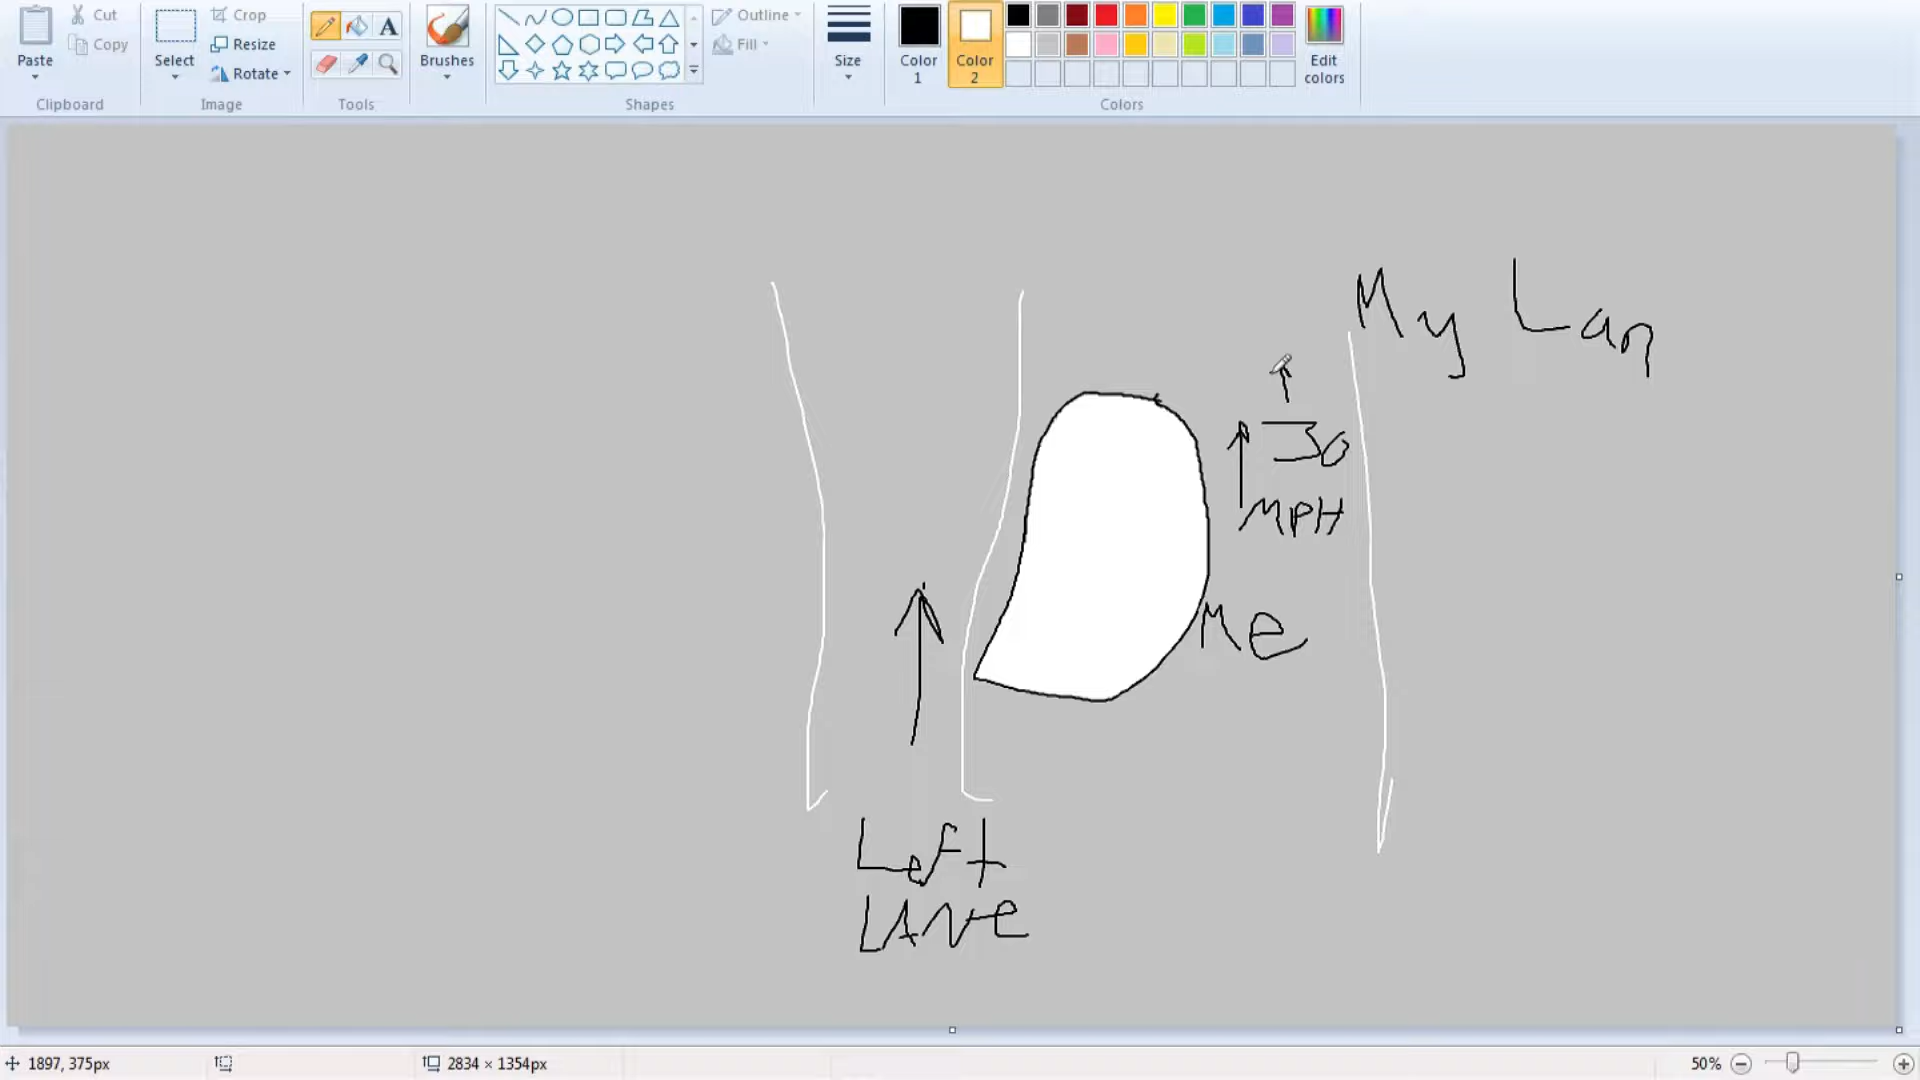 Cut
Copy
Paste
Clipboard
Crop
Resize
Select
Rotate
Image
A
Tools
Brushes
Outline
Fill
Shapes
Size
Color 1
Color 2
Edit colors
Colors
My Lan
30
MPH
Me
Left
LANe
1897, 375px
2834 × 1354px
50%